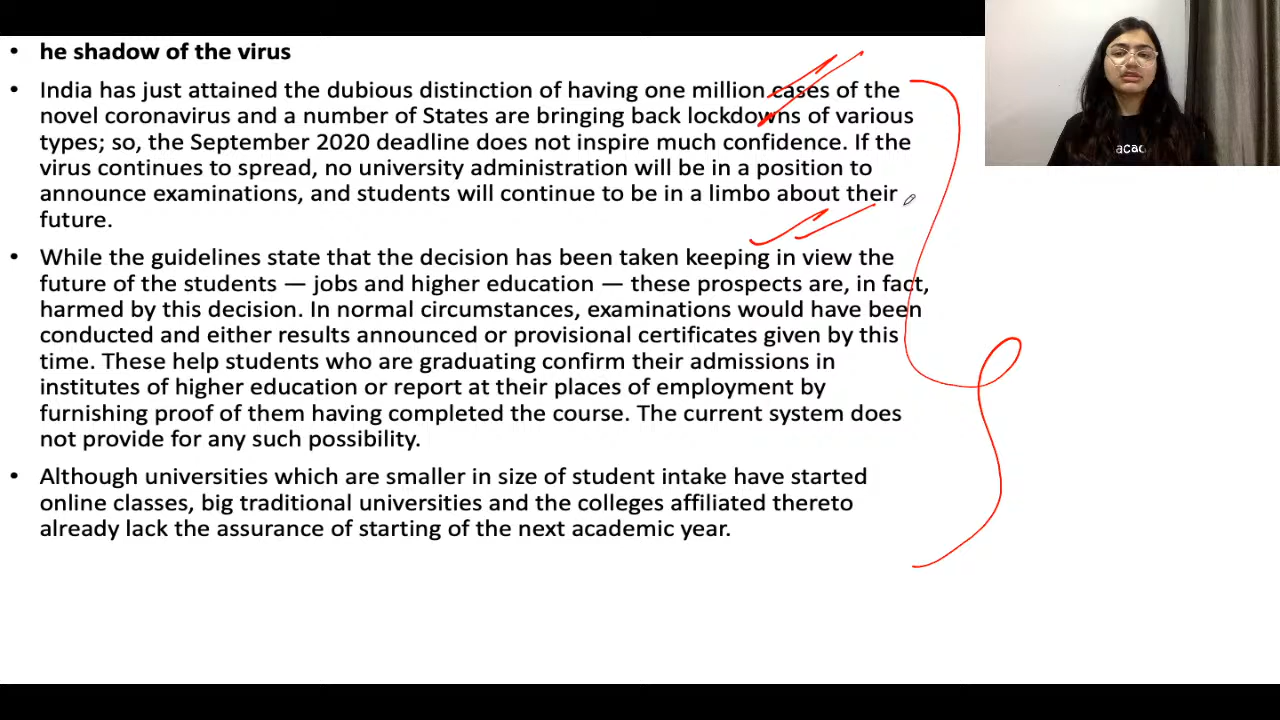 • he shadow of the virus
• India has just attained the dubious distinction of having one million cases of the
novel coronavirus and a number of States are bringing back lockdowns of various
types; so, the September 2020 deadline does not inspire much confidence. If the
virus continues to spread, no university administration will be in a position to
announce examinations, and students will continue to be in a limbo about their
future.
• While the guidelines state that the decision has been taken keeping in view the
future of the students — jobs and higher education — these prospects are, in fact,
harmed by this decision. In normal circumstances, examinations would have been
conducted and either results announced or provisional certificates given by this
time. These help students who are graduating confirm their admissions in
institutes of higher education or report at their places of employment by
furnishing proof of them having completed the course. The current system does
not provide for any such possibility.
• Although universities which are smaller in size of student intake have started
online classes, big traditional universities and the colleges affiliated thereto
already lack the assurance of starting of the next academic year.